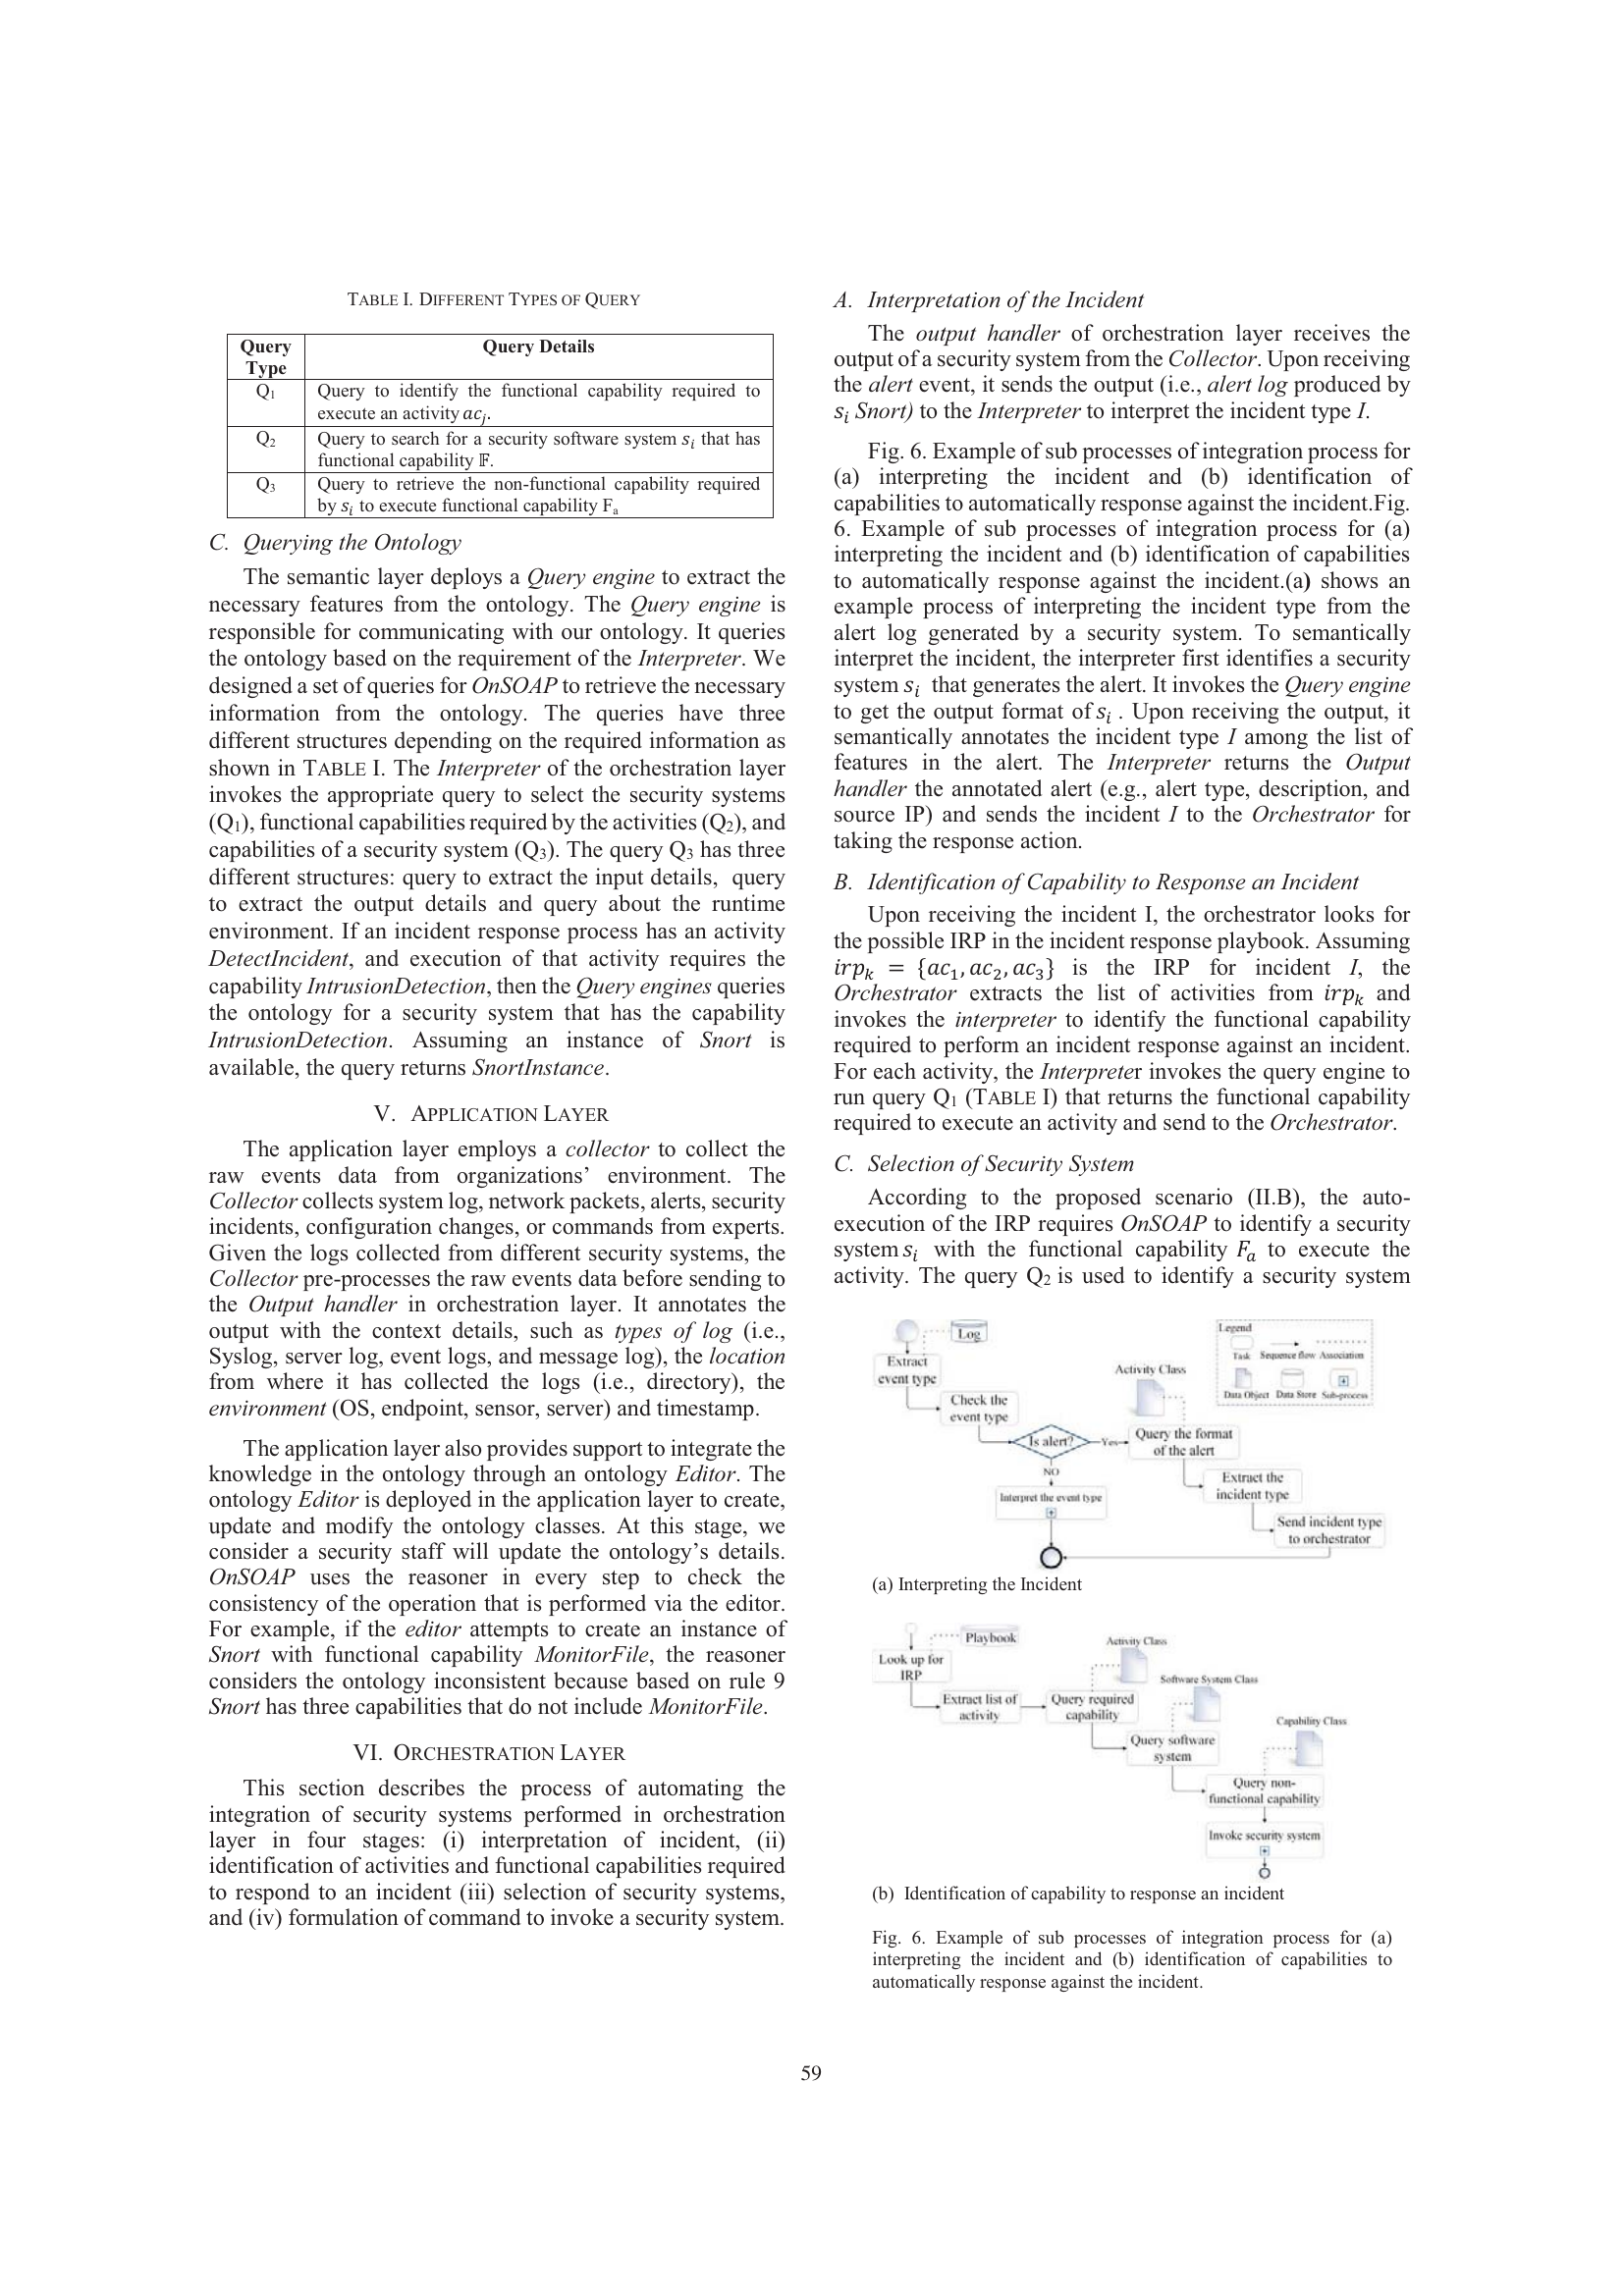 TABLE I. DIFFERENT TYPES OF QUERY
Query Type
Query Details
Q1
Query to identify the functional capability required to
execute an activity acj.
Q2
Query to search for a security software system si that has
functional capability 𝔽.
Q3
Query to retrieve the non-functional capability required
by si to execute functional capability Fa
C. Querying the Ontology
The semantic layer deploys a Query engine to extract the
necessary features from the ontology. The Query engine is
responsible for communicating with our ontology. It queries
the ontology based on the requirement of the Interpreter. We
designed a set of queries for OnSOAP to retrieve the necessary
information from the ontology. The queries have three
different structures depending on the required information as
shown in TABLE I. The Interpreter of the orchestration layer
invokes the appropriate query to select the security systems
(Q1), functional capabilities required by the activities (Q2), and
capabilities of a security system (Q3). The query Q3 has three
different structures: query to extract the input details, query
to extract the output details and query about the runtime
environment. If an incident response process has an activity
DetectIncident, and execution of that activity requires the
capability IntrusionDetection, then the Query engines queries
the ontology for a security system that has the capability
IntrusionDetection. Assuming an instance of Snort is
available, the query returns SnortInstance.
V. APPLICATION LAYER
The application layer employs a collector to collect the
raw events data from organizations’ environment. The
Collector collects system log, network packets, alerts, security
incidents, configuration changes, or commands from experts.
Given the logs collected from different security systems, the
Collector pre-processes the raw events data before sending to
the Output handler in orchestration layer. It annotates the
output with the context details, such as types of log (i.e.,
Syslog, server log, event logs, and message log), the location
from where it has collected the logs (i.e., directory), the
environment (OS, endpoint, sensor, server) and timestamp.
The application layer also provides support to integrate the
knowledge in the ontology through an ontology Editor. The
ontology Editor is deployed in the application layer to create,
update and modify the ontology classes. At this stage, we
consider a security staff will update the ontology’s details.
OnSOAP uses the reasoner in every step to check the
consistency of the operation that is performed via the editor.
For example, if the editor attempts to create an instance of
Snort with functional capability MonitorFile, the reasoner
considers the ontology inconsistent because based on rule 9
Snort has three capabilities that do not include MonitorFile.
VI. ORCHESTRATION LAYER
This section describes the process of automating the
integration of security systems performed in orchestration
layer in four stages: (i) interpretation of incident, (ii)
identification of activities and functional capabilities required
to respond to an incident (iii) selection of security systems,
and (iv) formulation of command to invoke a security system.
A. Interpretation of the Incident
The output handler of orchestration layer receives the
output of a security system from the Collector. Upon receiving
the alert event, it sends the output (i.e., alert log produced by
si Snort) to the Interpreter to interpret the incident type I.
Fig. 6. Example of sub processes of integration process for
(a) interpreting the incident and (b) identification of
capabilities to automatically response against the incident.Fig.
6. Example of sub processes of integration process for (a)
interpreting the incident and (b) identification of capabilities
to automatically response against the incident.(a) shows an
example process of interpreting the incident type from the
alert log generated by a security system. To semantically
interpret the incident, the interpreter first identifies a security
system si that generates the alert. It invokes the Query engine
to get the output format of si . Upon receiving the output, it
semantically annotates the incident type I among the list of
features in the alert. The Interpreter returns the Output
handler the annotated alert (e.g., alert type, description, and
source IP) and sends the incident I to the Orchestrator for
taking the response action.
B. Identification of Capability to Response an Incident
Upon receiving the incident I, the orchestrator looks for
the possible IRP in the incident response playbook. Assuming
irpk = {ac1, ac2, ac3} is the IRP for incident I, the
Orchestrator extracts the list of activities from irpk and
invokes the interpreter to identify the functional capability
required to perform an incident response against an incident.
For each activity, the Interpreter invokes the query engine to
run query Q1 (TABLE I) that returns the functional capability
required to execute an activity and send to the Orchestrator.
C. Selection of Security System
According to the proposed scenario (II.B), the auto-
execution of the IRP requires OnSOAP to identify a security
system si with the functional capability Fa to execute the
activity. The query Q2 is used to identify a security system
Log
Extract
event type
Check the
event type
Is alert?
Yes
NO
Interpret the event type
Activity Class
Query the format
of the alert
Extract the
incident type
Send incident type
to orchestrator
Legend
Task Sequence flow Association
Data Object Data Store Sub-process
(a) Interpreting the Incident
Playbook
Look up for
IRP
Extract list of
activity
Activity Class
Query required
capability
Software System Class
Query software
system
Capability Class
Query non-
functional capability
Invoke security system
(b) Identification of capability to response an incident
Fig. 6. Example of sub processes of integration process for (a)
interpreting the incident and (b) identification of capabilities to
automatically response against the incident.
59